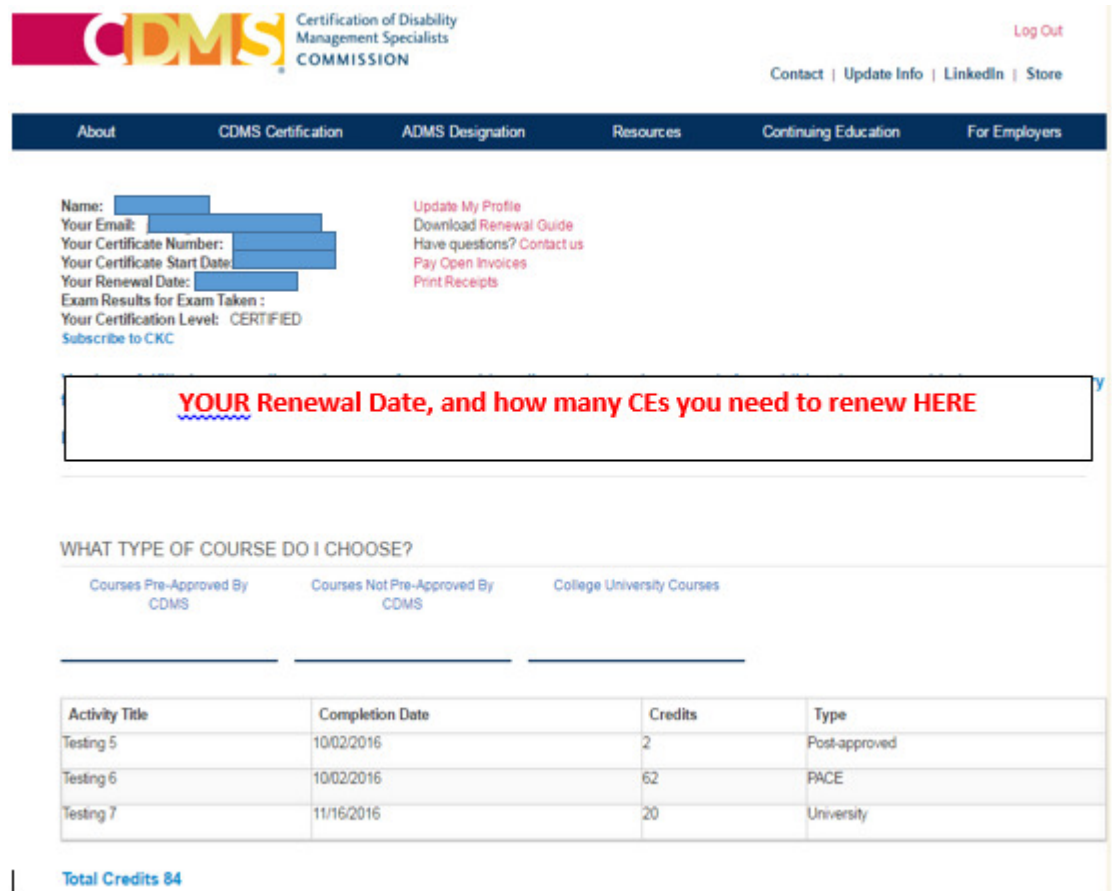 CDMS
Certification of Disability
Management Specialists
COMMISSION
Log Out
Contact | Update Info | LinkedIn | Store
About CDMS Certification ADMS Designation Resources Continuing Education For Employers
Name: Update My Profile
Your Email: Download Renewal Guide
Your Certificate Number: Have questions? Contact us
Your Certificate Start Date: Pay Open Invoices
Your Renewal Date: Print Receipts
Exam Results for Exam Taken :
Your Certification Level: CERTIFIED
Subscribe to CKC
YOUR Renewal Date, and how many CEs you need to renew HERE
WHAT TYPE OF COURSE DO I CHOOSE?
Courses Pre-Approved By Courses Not Pre-Approved By College University Courses
CDMS CDMS
Activity Title Completion Date Credits Type
Testing 5 10/02/2016 2 Post-approved
Testing 6 10/02/2016 62 PACE
Testing 7 11/16/2016 20 University
Total Credits 84